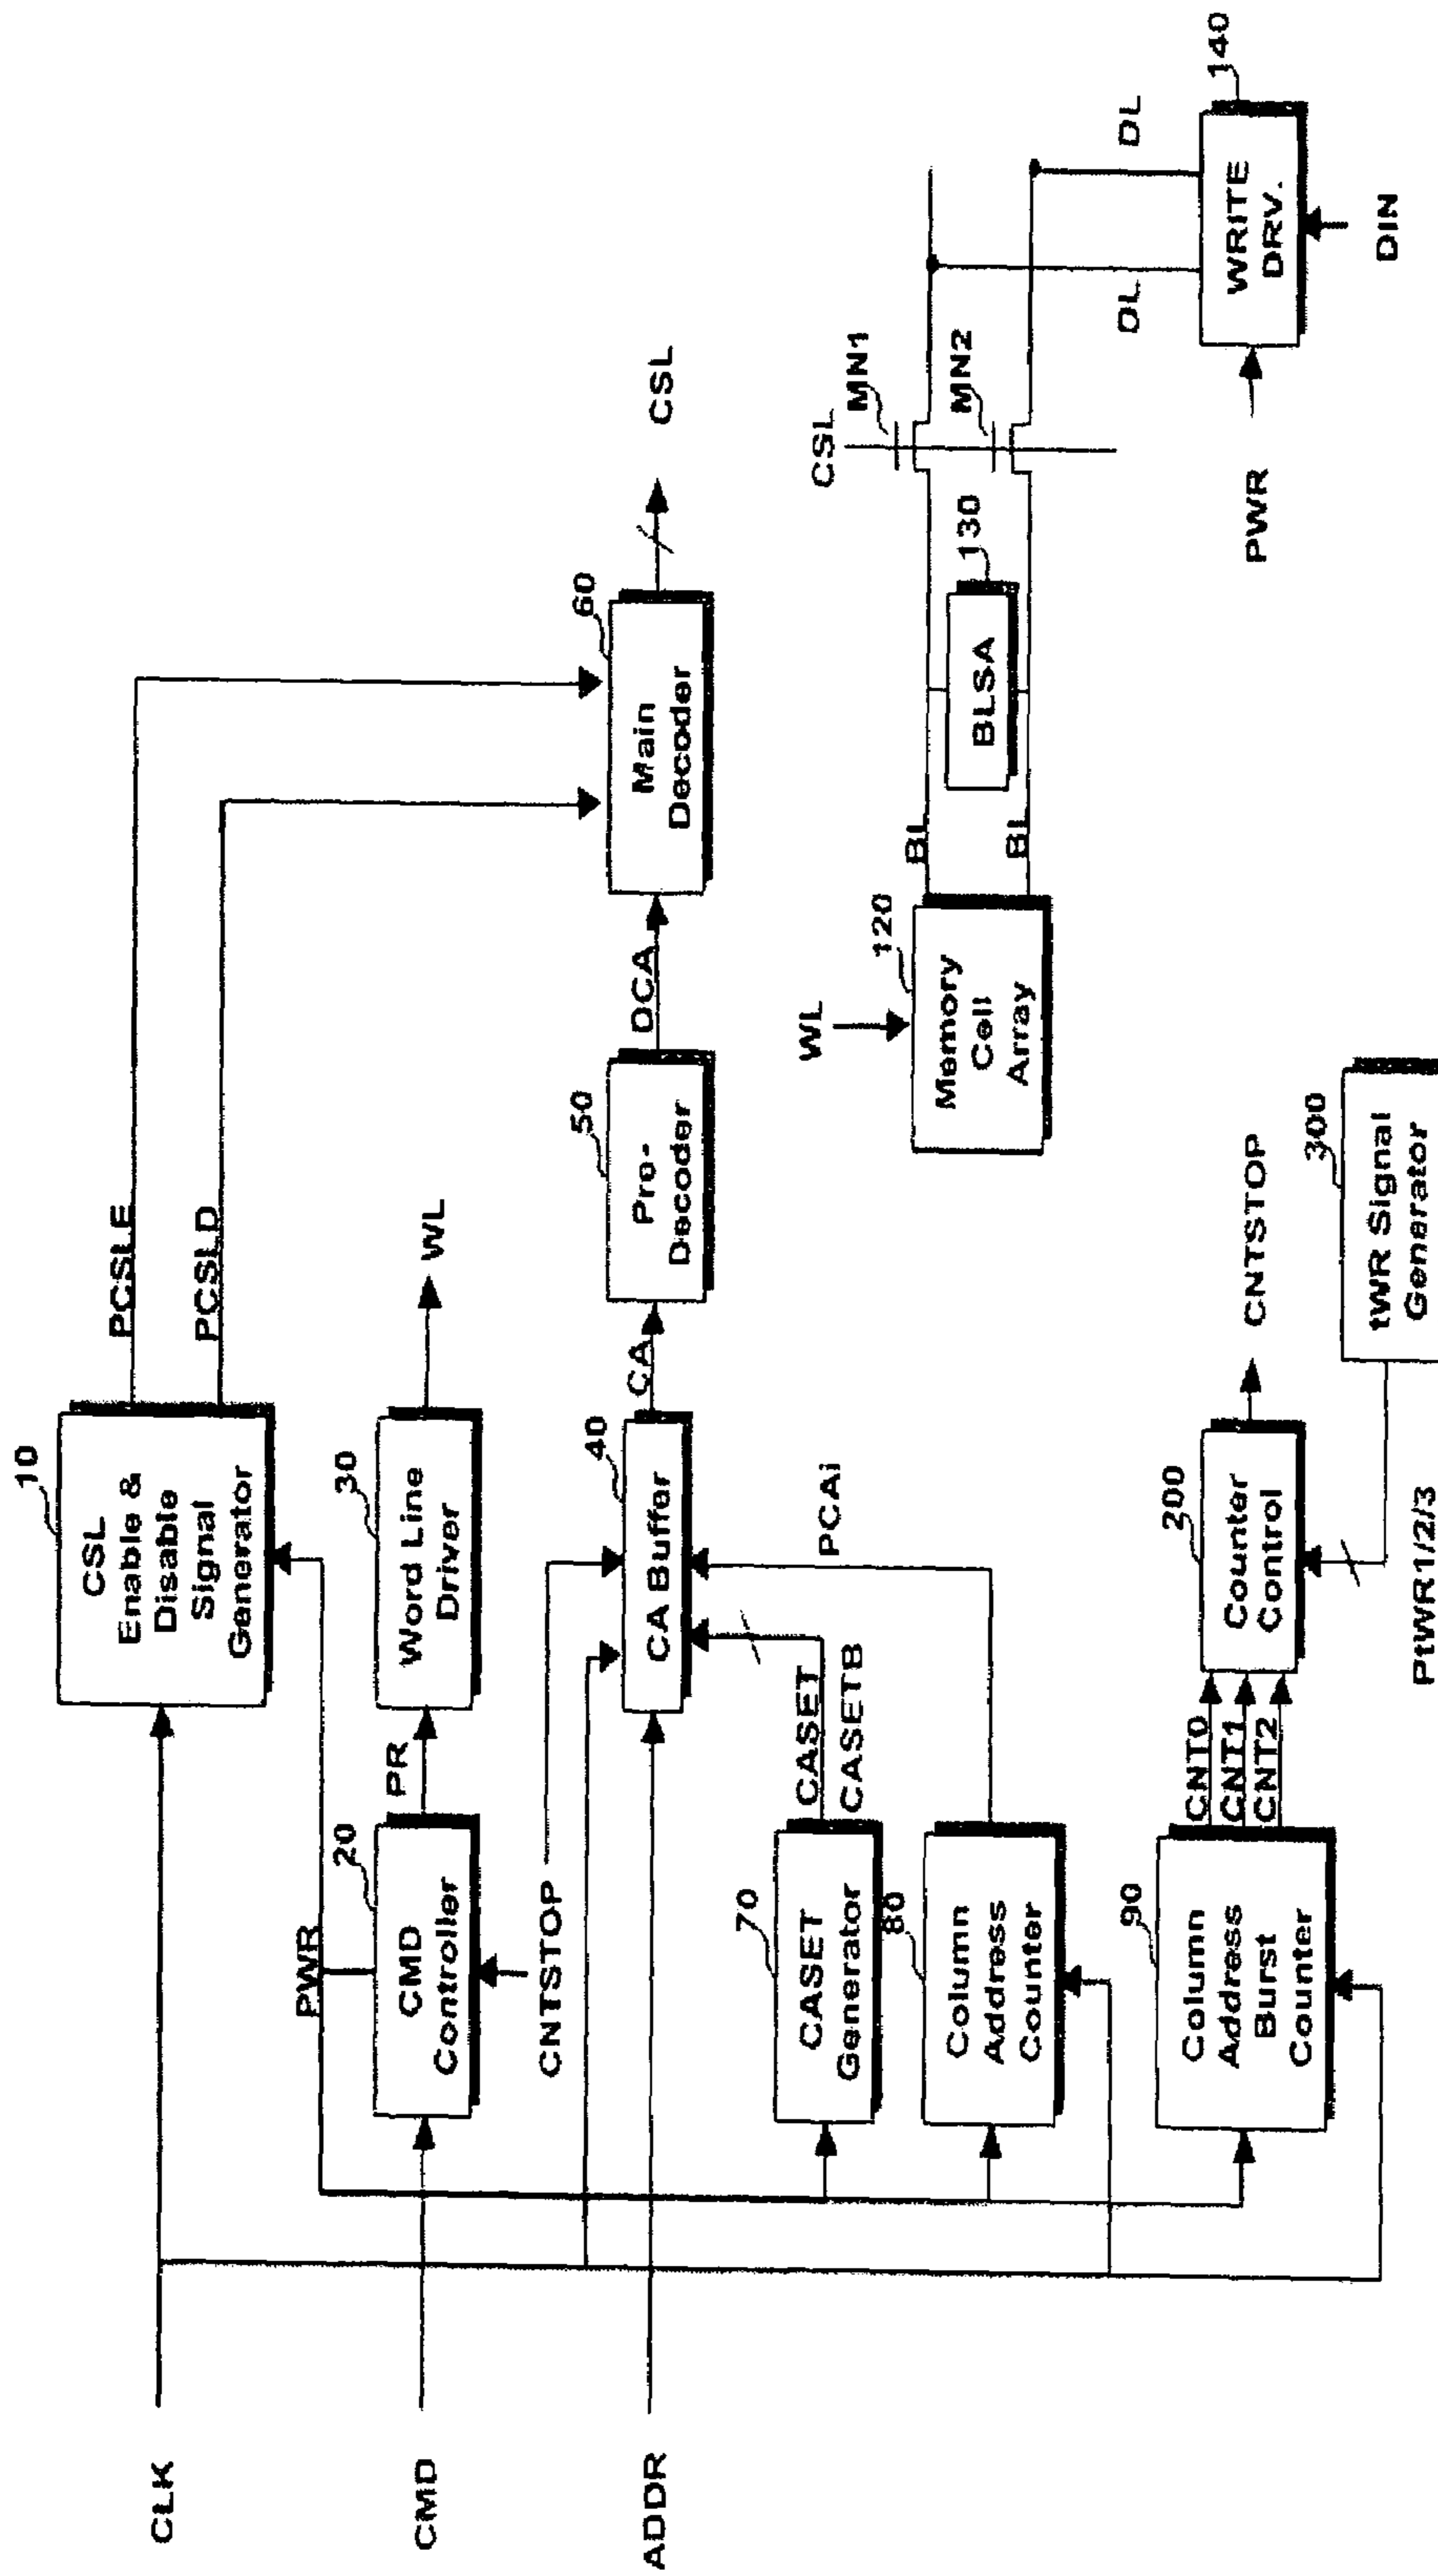 CLK
CMD
ADDR
10
CSL
Enable &
Disable
Signal
Generator
PCSLE
PCSLD
PWR
20
CMD
Controller
PR
30
Word Line
Driver
WL
CNTSTOP
40
CA Buffer
CA
50
Pre-
Decoder
DCA
60
Main
Decoder
CSL
70
CASET
Generator
CASET
CASETB
80
Column
Address
Counter
PCAi
90
Column
Address
Burst
Counter
CNT0
CNT1
CNT2
200
Counter
Control
CNTSTOP
PtWR1/2/3
300
tWR Signal
Generator
WL
120
Memory
Cell
Array
BL
BL
BLSA
130
CSL
MN1
MN2
DL
DL
PWR
WRITE
DRV.
140
DIN